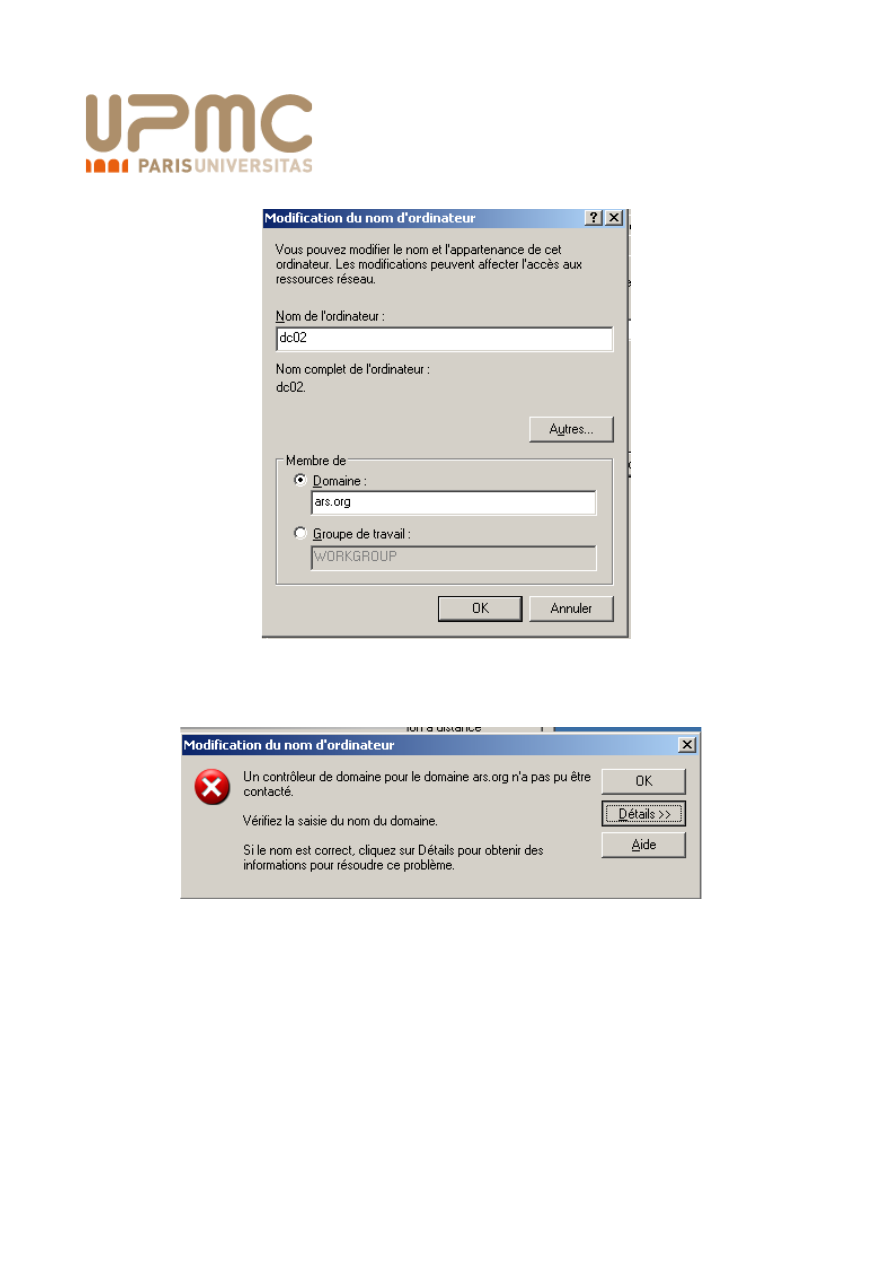 UPMC
PARISUNIVERSITAS
Modification du nom d'ordinateur
Vous pouvez modifier le nom et l'appartenance de cet
ordinateur. Les modifications peuvent affecter l'accès aux
ressources réseau.
Nom de l'ordinateur :
dc02
Nom complet de l'ordinateur :
dc02.
Autres...
Membre de
Domaine :
ars.org
Groupe de travail :
WORKGROUP
OK
Annuler
Modification du nom d'ordinateur
Un contrôleur de domaine pour le domaine ars.org n'a pas pu être
contacté.
Vérifiez la saisie du nom du domaine.
Si le nom est correct, cliquez sur Détails pour obtenir des
informations pour résoudre ce problème.
OK
Détails >>
Aide